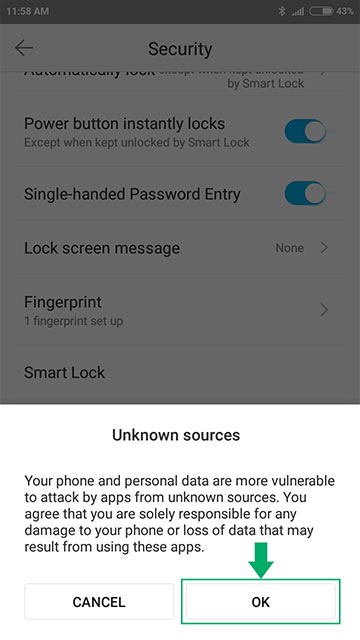 11:58 AM 43%
Security
Automatically lock except when kept unlocked
by Smart Lock
Power button instantly locks
Except when kept unlocked by Smart Lock
Single-handed Password Entry
Lock screen message None
Fingerprint
1 fingerprint set up
Smart Lock
Unknown sources
Your phone and personal data are more vulnerable
to attack by apps from unknown sources. You
agree that you are solely responsible for any
damage to your phone or loss of data that may
result from using these apps.
CANCEL OK